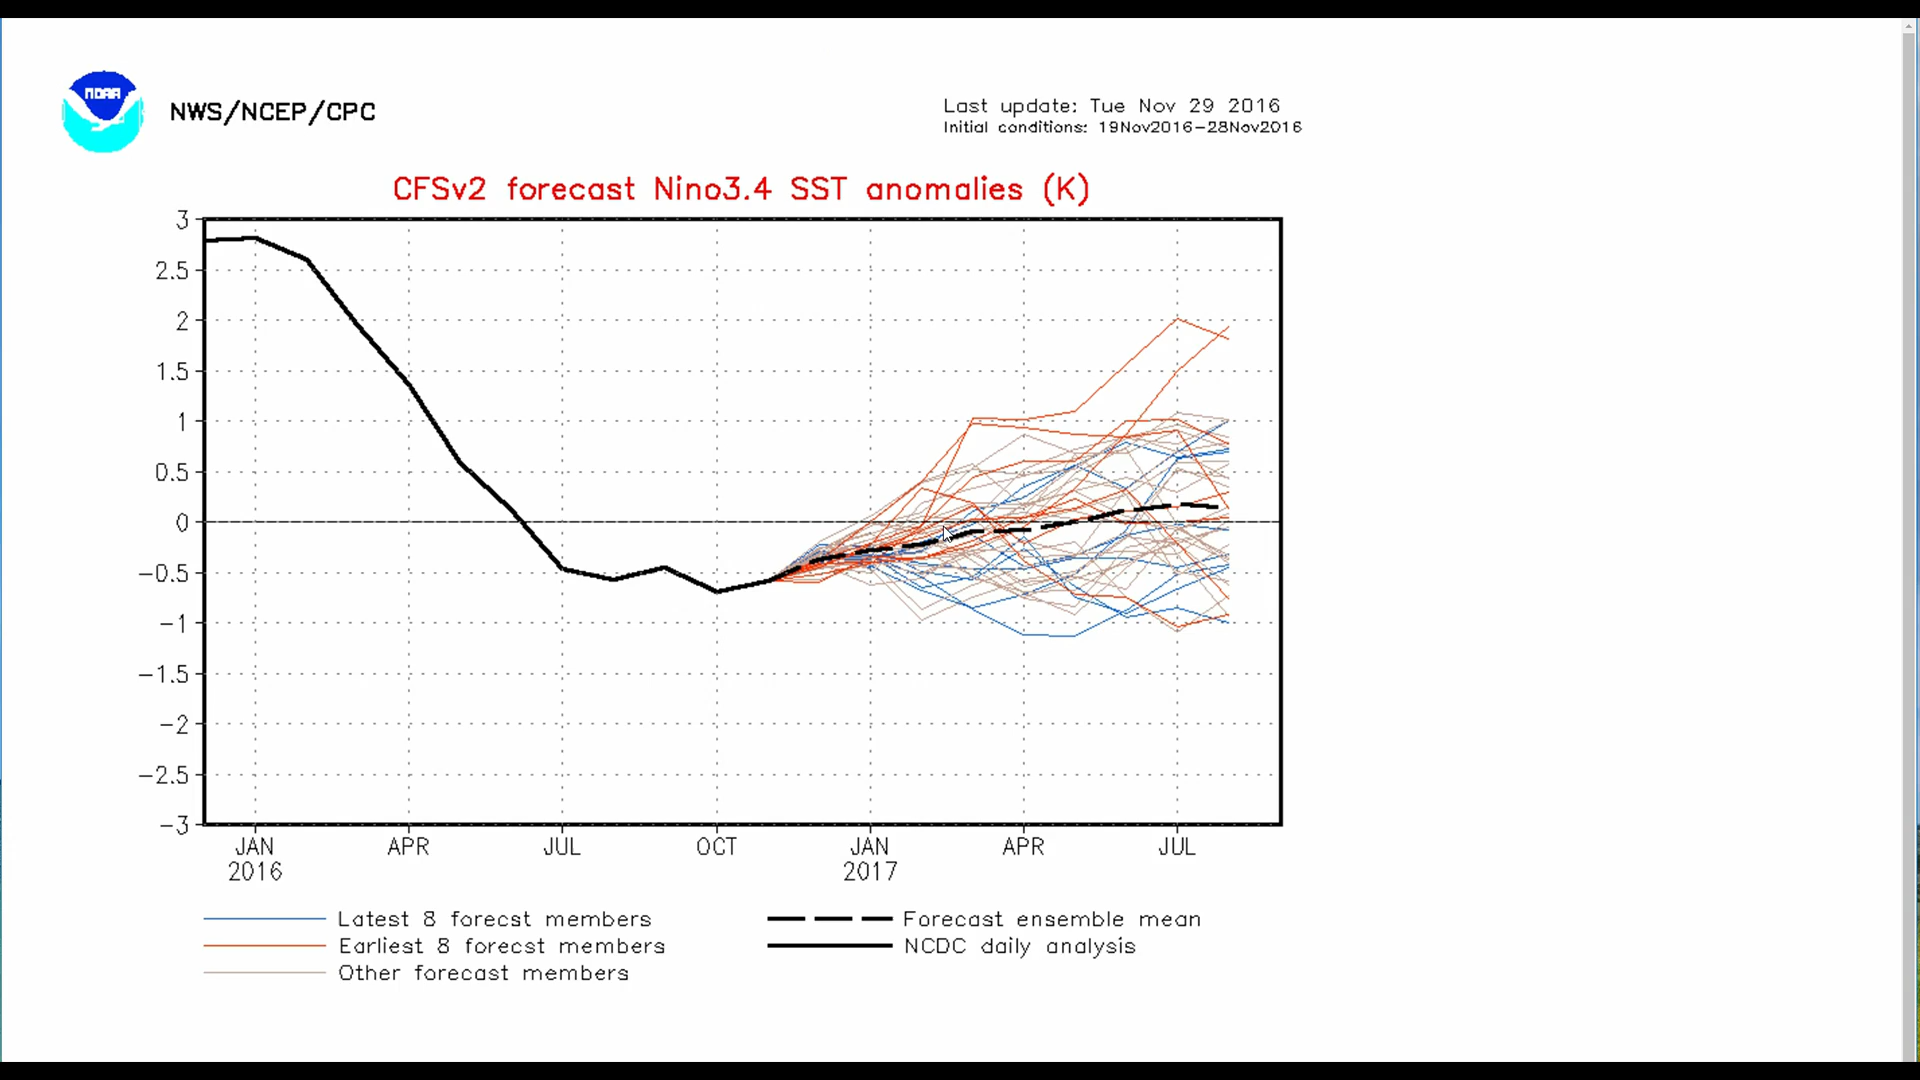 NOAA
NWS/NCEP/CPC
Last update: Tue Nov 29 2016
Initial conditions: 19Nov2016-28Nov2016
CFSv2 forecast Nino3.4 SST anomalies (K)
3
2.5
2
1.5
1
0.5
0
-0.5
-1
-1.5
-2
-2.5
-3
JAN APR JUL OCT JAN APR JUL
2016 2017
Latest 8 forecst members Forecast ensemble mean
Earliest 8 forecst members NCDC daily analysis
Other forecast members